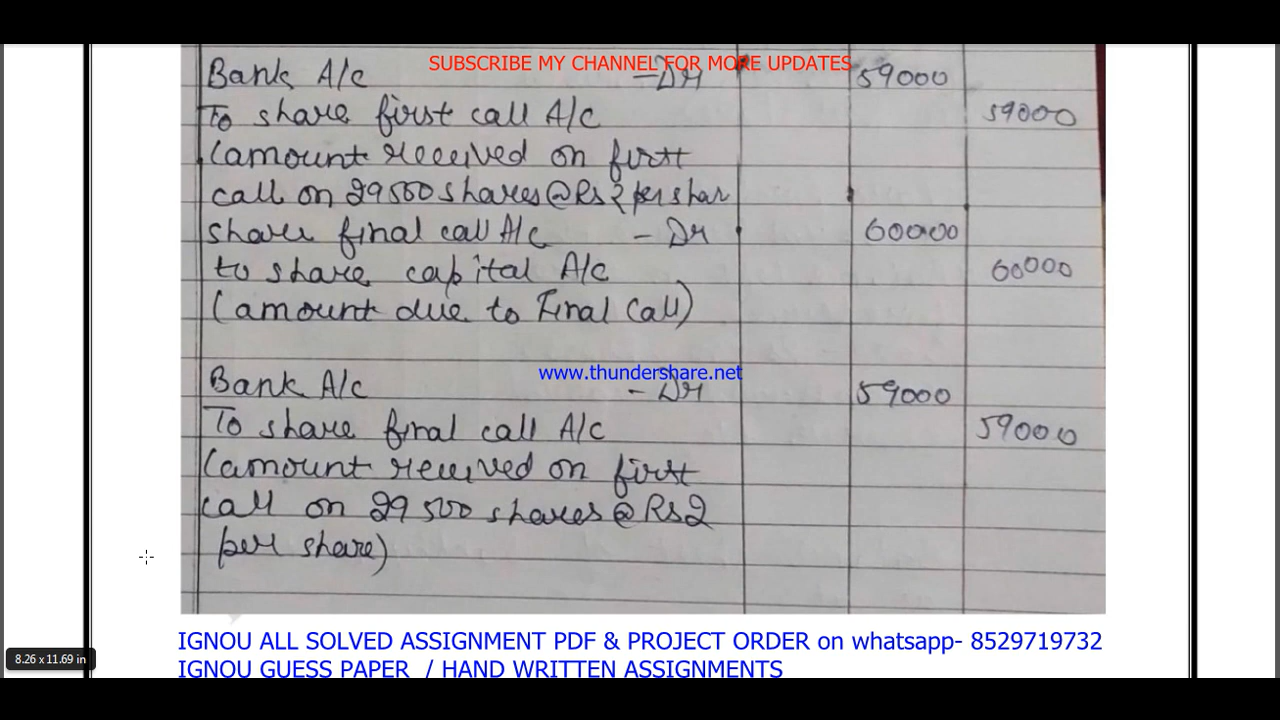 SUBSCRIBE MY CHANNEL FOR MORE UPDATES
Bank A/c - Dr 59000
To share first call A/c 59000
(amount received on first
call on 29500 shares @ Rs 2 per shar
share final call A/c - Dr 60000
to share capital A/c 60000
(amount due to Final Call)
www.thundershare.net
Bank A/c - Dr 59000
To share final call A/c 59000
(amount received on first
call on 29500 shares @ Rs 2
per share)
IGNOU ALL SOLVED ASSIGNMENT PDF & PROJECT ORDER on whatsapp- 8529719732
IGNOU GUESS PAPER / HAND WRITTEN ASSIGNMENTS
8.26 x 11.69 in